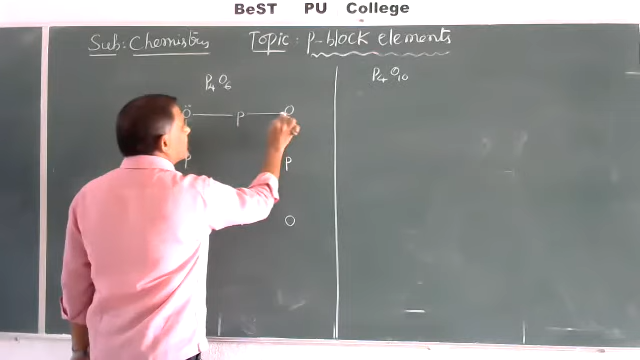 BeST PU College
Sub: Chemistry Topic: P-block elements
P4 O6
P4 O10
Ö P O
P P
O